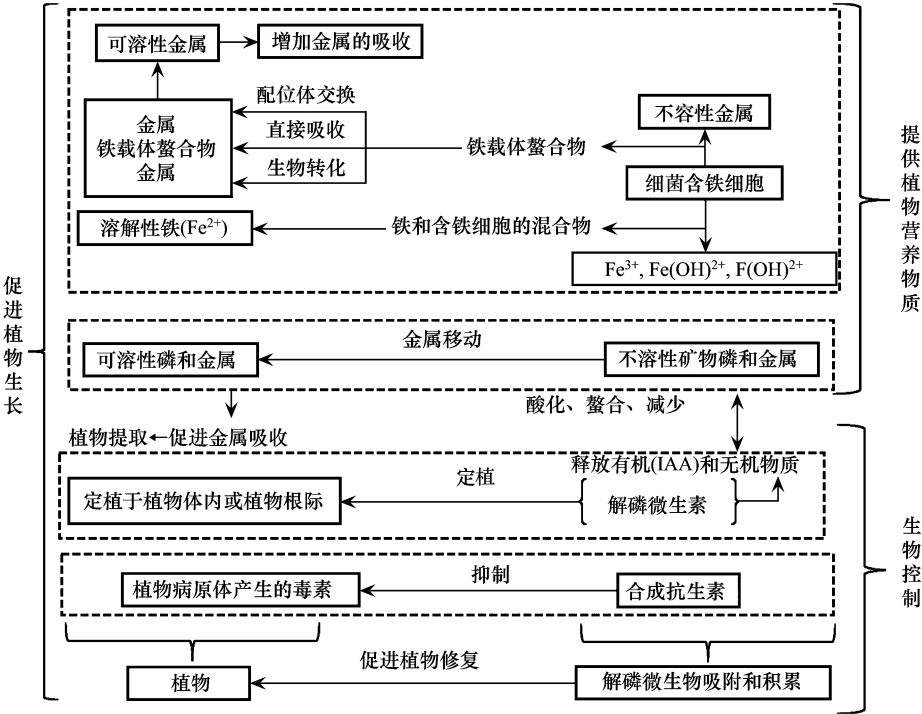 可溶性金属
增加金属的吸收
配位体交换
直接吸收
生物转化
金属
铁载体螯合物
金属
不容性金属
铁载体螯合物
细菌含铁细胞
溶解性铁(Fe²⁺)
铁和含铁细胞的混合物
Fe³⁺, Fe(OH)²⁺, F(OH)²⁺
提供植物营养物质
促进植物生长
金属移动
可溶性磷和金属
不溶性矿物磷和金属
酸化、螯合、减少
植物提取←促进金属吸收
释放有机(IAA)和无机物质
定植
定植于植物体内或植物根际
解磷微生素
生物控制
抑制
植物病原体产生的毒素
合成抗生素
促进植物修复
植物
解磷微生物吸附和积累